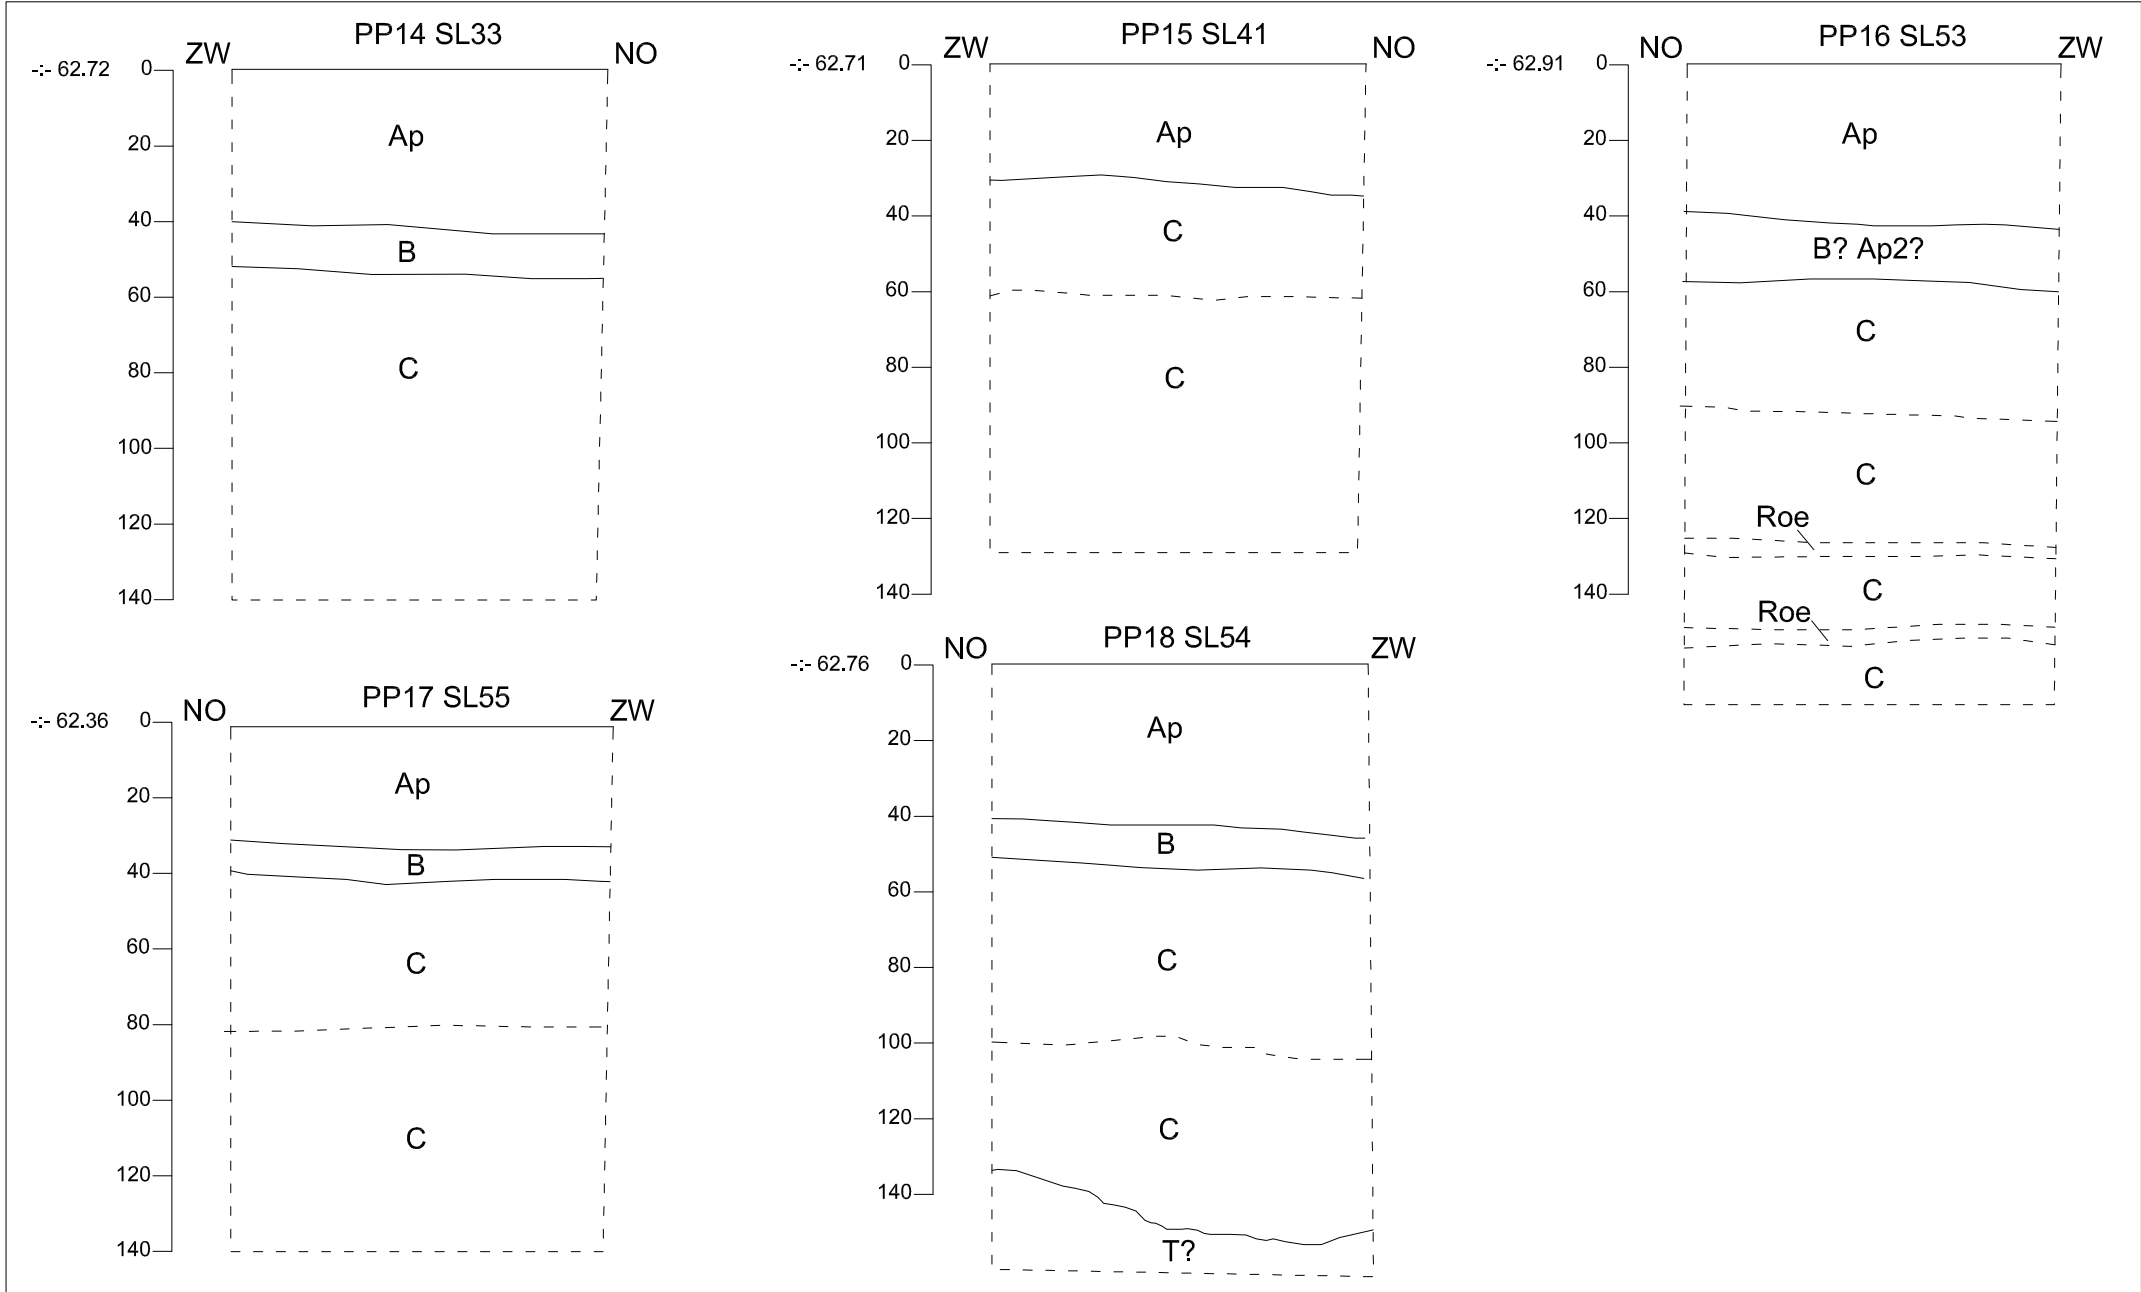 PP14 SL33
ZW
NO
-:- 62.72
0
20
40
60
80
100
120
140
Ap
B
C
PP15 SL41
ZW
NO
-:- 62.71
0
20
40
60
80
100
120
140
Ap
C
C
PP16 SL53
NO
ZW
-:- 62.91
0
20
40
60
80
100
120
140
Ap
B? Ap2?
C
C
Roe
C
Roe
C
PP17 SL55
NO
ZW
-:- 62.36
0
20
40
60
80
100
120
140
Ap
B
C
C
PP18 SL54
NO
ZW
-:- 62.76
0
20
40
60
80
100
120
140
Ap
B
C
C
T?